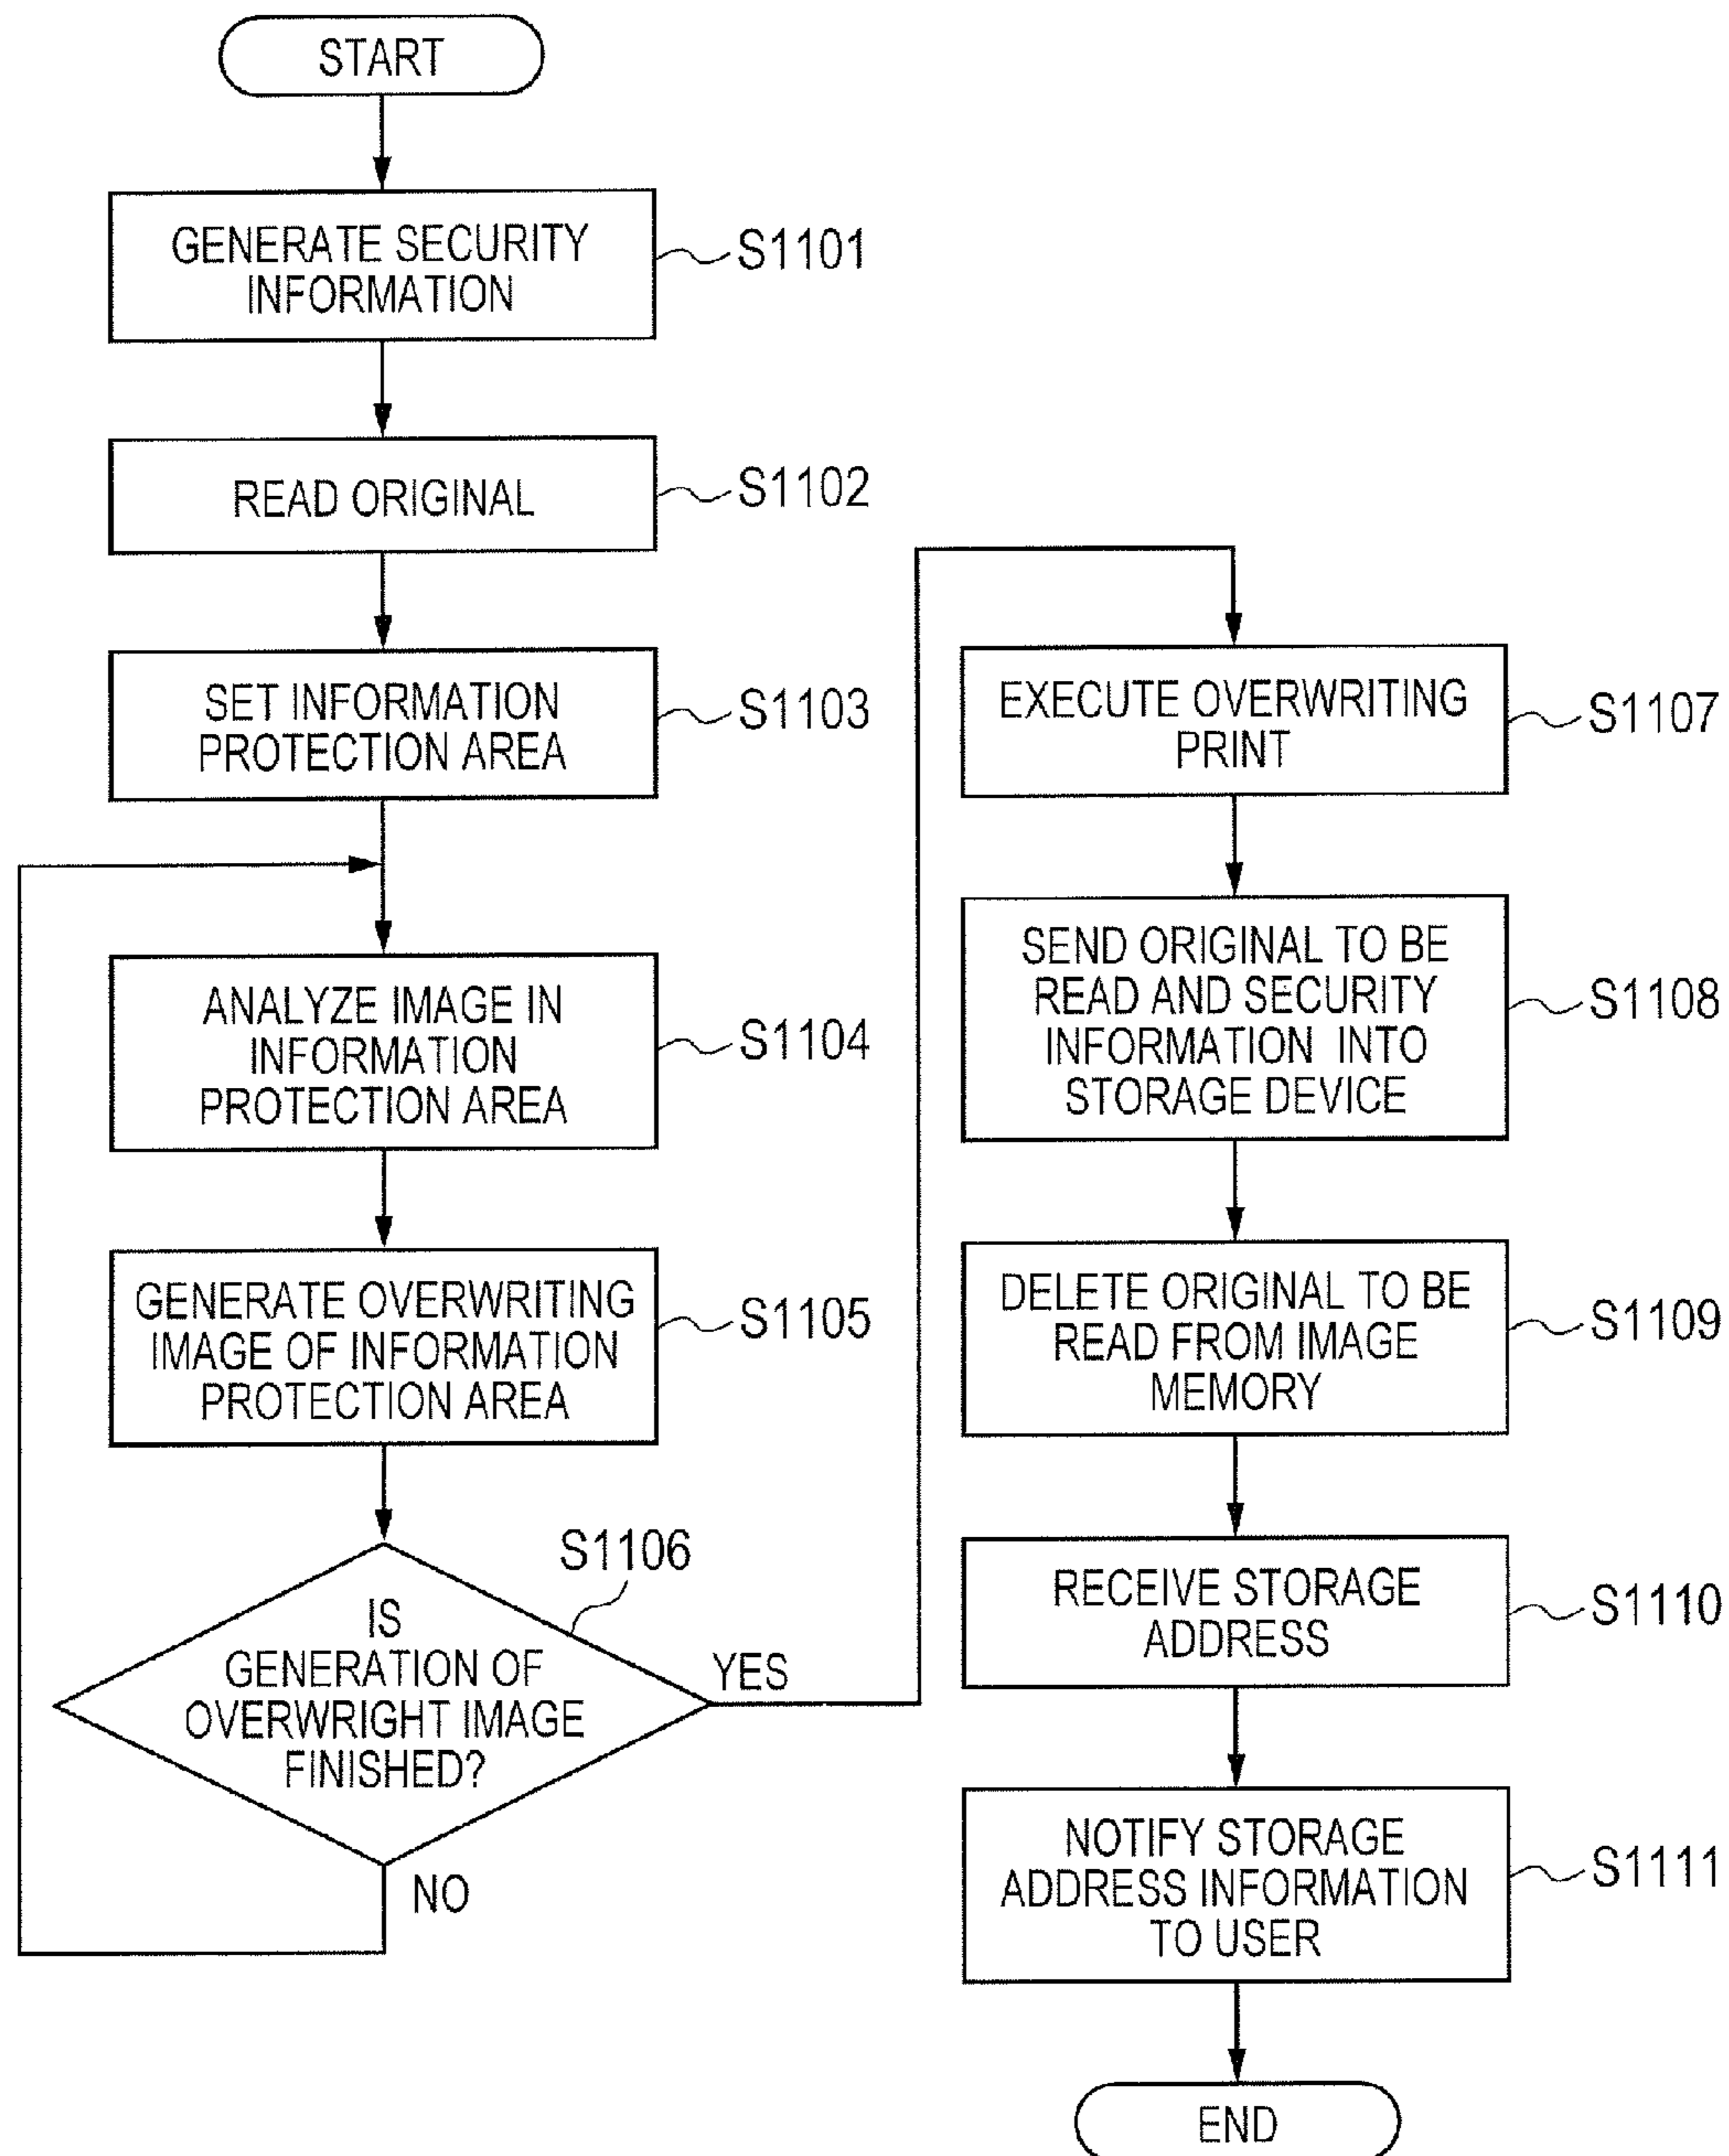 START
GENERATE SECURITY
INFORMATION
S1101
READ ORIGINAL
S1102
SET INFORMATION
PROTECTION AREA
S1103
ANALYZE IMAGE IN
INFORMATION
PROTECTION AREA
S1104
GENERATE OVERWRITING
IMAGE OF INFORMATION
PROTECTION AREA
S1105
S1106
IS
GENERATION OF
OVERWRIGHT IMAGE
FINISHED?
YES
NO
EXECUTE OVERWRITING
PRINT
S1107
SEND ORIGINAL TO BE
READ AND SECURITY
INFORMATION INTO
STORAGE DEVICE
S1108
DELETE ORIGINAL TO BE
READ FROM IMAGE
MEMORY
S1109
RECEIVE STORAGE
ADDRESS
S1110
NOTIFY STORAGE
ADDRESS INFORMATION
TO USER
S1111
END